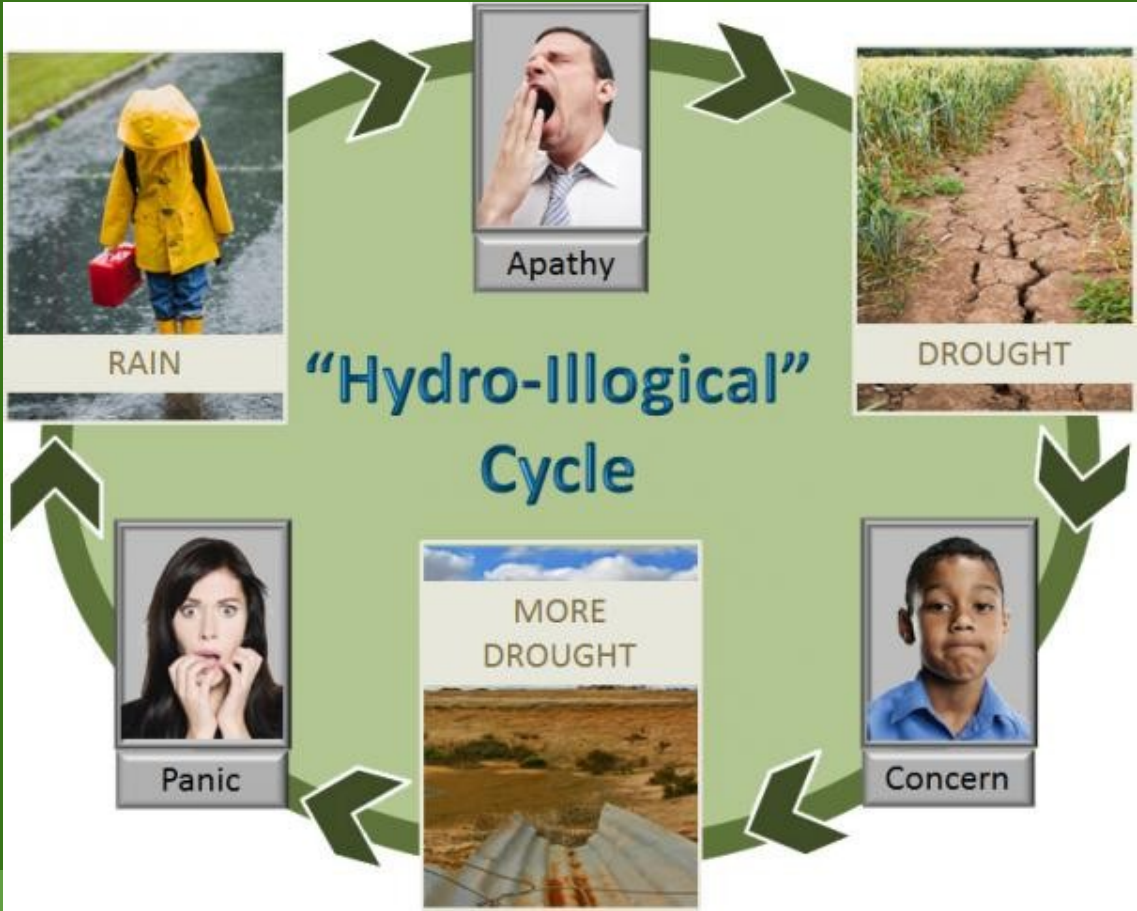 Apathy
RAIN
DROUGHT
“Hydro-Illogical”
Cycle
MORE
DROUGHT
Panic
Concern